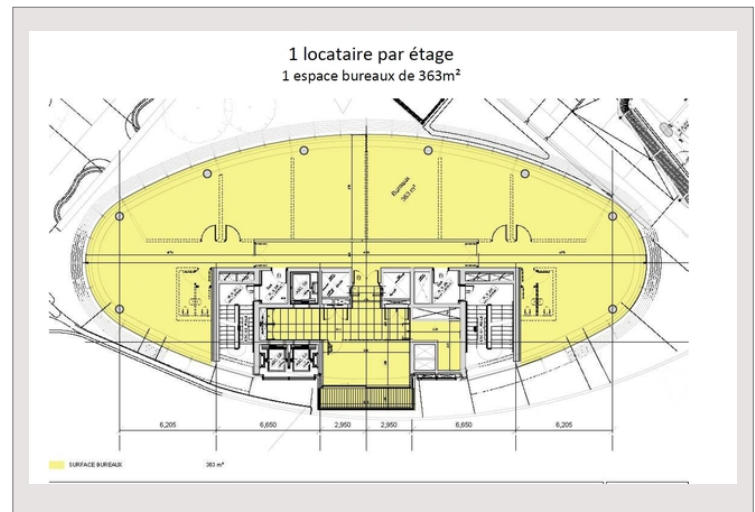 1 locataire par étage
1 espace bureaux de 363m²
Bureaux
363 m²
6,205 6,650 2,950 2,950 6,650 6,205
SURFACE BUREAUX 363 m²